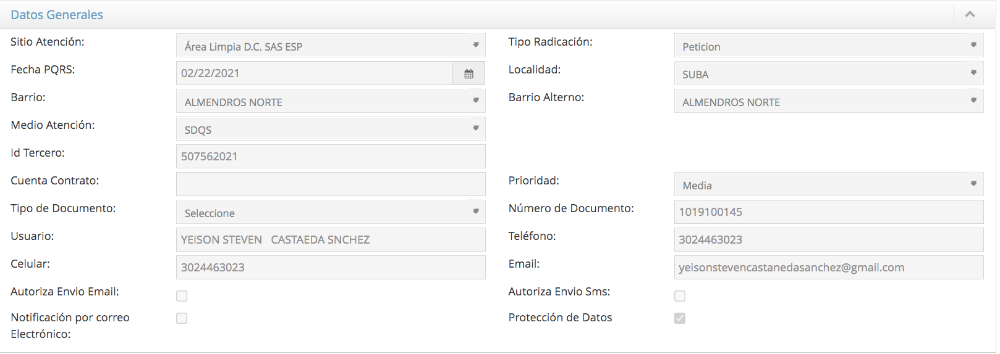 Datos Generales
Sitio Atención: Área Limpia D.C. SAS ESP Tipo Radicación: Peticion
Fecha PQRS: 02/22/2021 Localidad: SUBA
Barrio: ALMENDROS NORTE Barrio Alterno: ALMENDROS NORTE
Medio Atención: SDQS
Id Tercero: 507562021
Cuenta Contrato: Prioridad: Media
Tipo de Documento: Seleccione Número de Documento: 1019100145
Usuario: YEISON STEVEN CASTAEDA SNCHEZ Teléfono: 3024463023
Celular: 3024463023 Email: yeisonstevencastanedasanchez@gmail.com
Autoriza Envio Email: Autoriza Envio Sms:
Notificación por correo Protección de Datos
Electrónico: